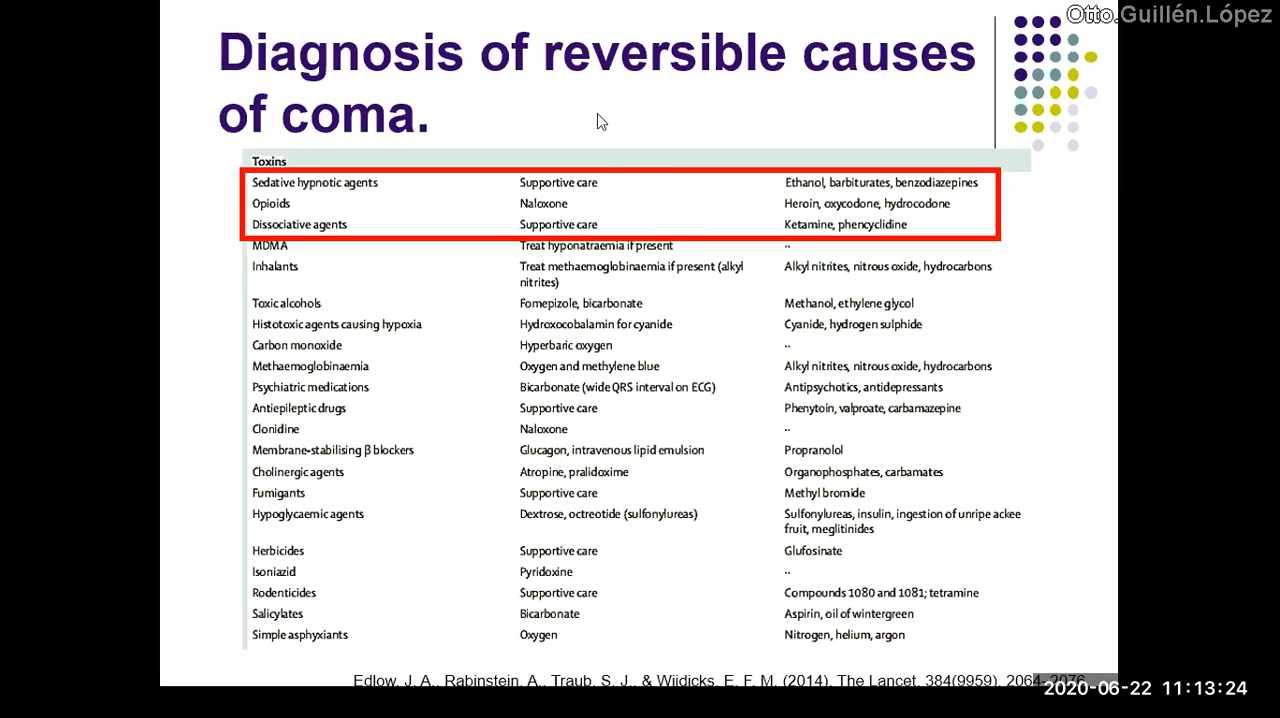 Otto.Guillén.López
Diagnosis of reversible causes
of coma.
Toxins
Sedative hypnotic agents Supportive care Ethanol, barbiturates, benzodiazepines
Opioids Naloxone Heroin, oxycodone, hydrocodone
Dissociative agents Supportive care Ketamine, phencyclidine
MDMA Treat hyponatraemia if present ..
Inhalants Treat methaemoglobinaemia if present (alkyl Alkyl nitrites, nitrous oxide, hydrocarbons
nitrites)
Toxic alcohols Fomepizole, bicarbonate Methanol, ethylene glycol
Histotoxic agents causing hypoxia Hydroxocobalamin for cyanide Cyanide, hydrogen sulphide
Carbon monoxide Hyperbaric oxygen ..
Methaemoglobinaemia Oxygen and methylene blue Alkyl nitrites, nitrous oxide, hydrocarbons
Psychiatric medications Bicarbonate (wide QRS interval on ECG) Antipsychotics, antidepressants
Antiepileptic drugs Supportive care Phenytoin, valproate, carbamazepine
Clonidine Naloxone ..
Membrane-stabilising β blockers Glucagon, intravenous lipid emulsion Propranolol
Cholinergic agents Atropine, pralidoxime Organophosphates, carbamates
Fumigants Supportive care Methyl bromide
Hypoglycaemic agents Dextrose, octreotide (sulfonylureas) Sulfonylureas, insulin, ingestion of unripe ackee
fruit, meglitinides
Herbicides Supportive care Glufosinate
Isoniazid Pyridoxine ..
Rodenticides Supportive care Compounds 1080 and 1081; tetramine
Salicylates Bicarbonate Aspirin, oil of wintergreen
Simple asphyxiants Oxygen Nitrogen, helium, argon
Edlow, J. A., Rabinstein, A., Traub, S. J., & Wijdicks, E. F. M. (2014). The Lancet, 384(9959), 2064-2076.
2020-06-22 11:13:24